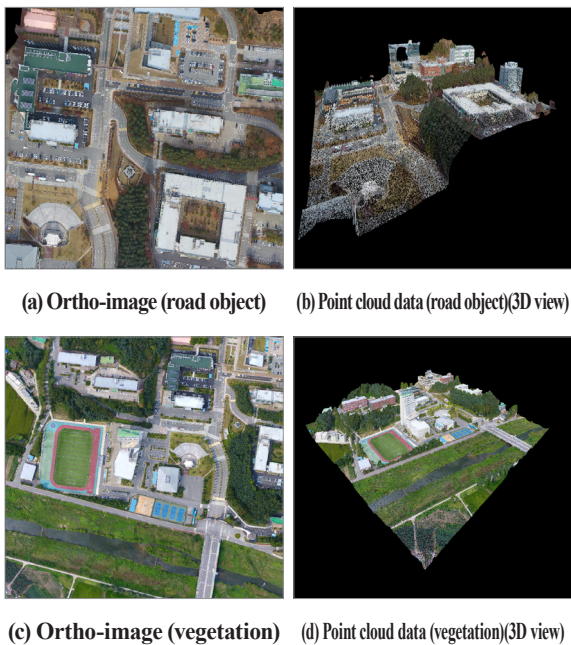 (a) Ortho-image (road object)
(b) Point cloud data (road object)(3D view)
(c) Ortho-image (vegetation)
(d) Point cloud data (vegetation)(3D view)